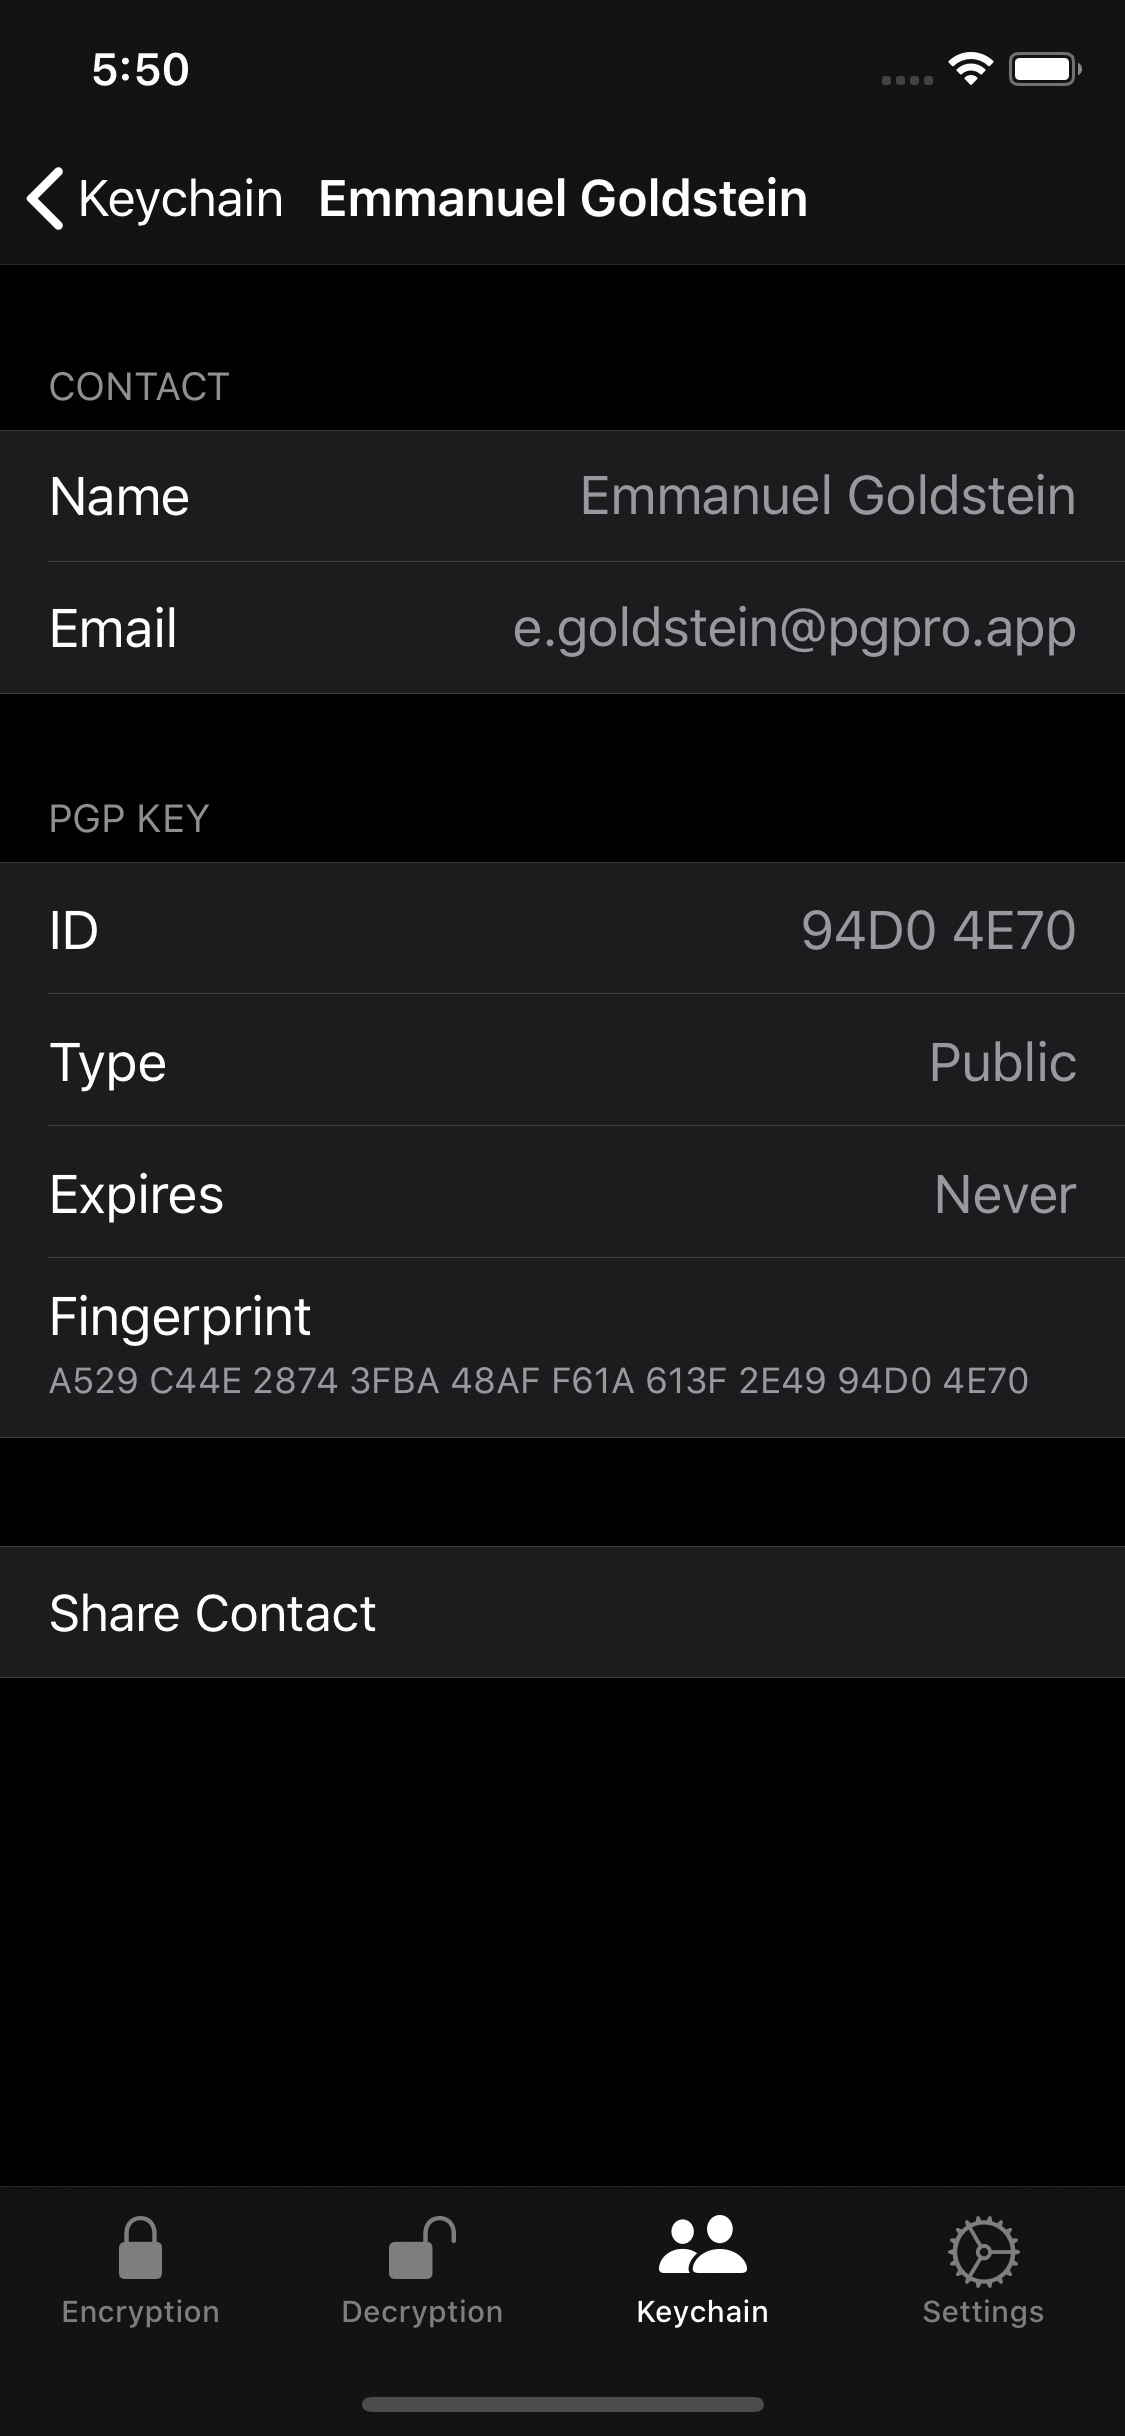 5:50
Keychain Emmanuel Goldstein
CONTACT
Name Emmanuel Goldstein
Email e.goldstein@pgpro.app
PGP KEY
ID 94D0 4E70
Type Public
Expires Never
Fingerprint
A529 C44E 2874 3FBA 48AF F61A 613F 2E49 94D0 4E70
Share Contact
Encryption Decryption Keychain Settings